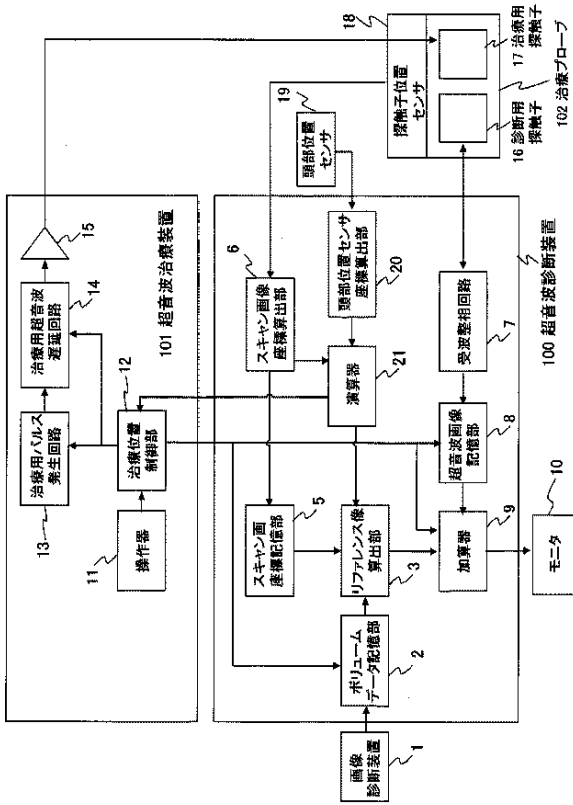 101 超音波治療装置
13
治療用パルス
発生回路
14
治療用超音波
遅延回路
15
11
操作器
12
治療位置
制御部
100 超音波診断装置
1
画像
診断装置
2
ボリューム
データ記憶部
5
スキャン画
座標記憶部
3
リファレンス像
算出部
6
スキャン画像
座標算出部
20
頭部位置センサ
座標算出部
21
演算器
7
受波整相回路
8
超音波画像
記憶部
9
加算器
10
モニタ
19
頭部位置
センサ
18
探触子位置
センサ
16 診断用
探触子
17 治療用
探触子
102 治療プローブ